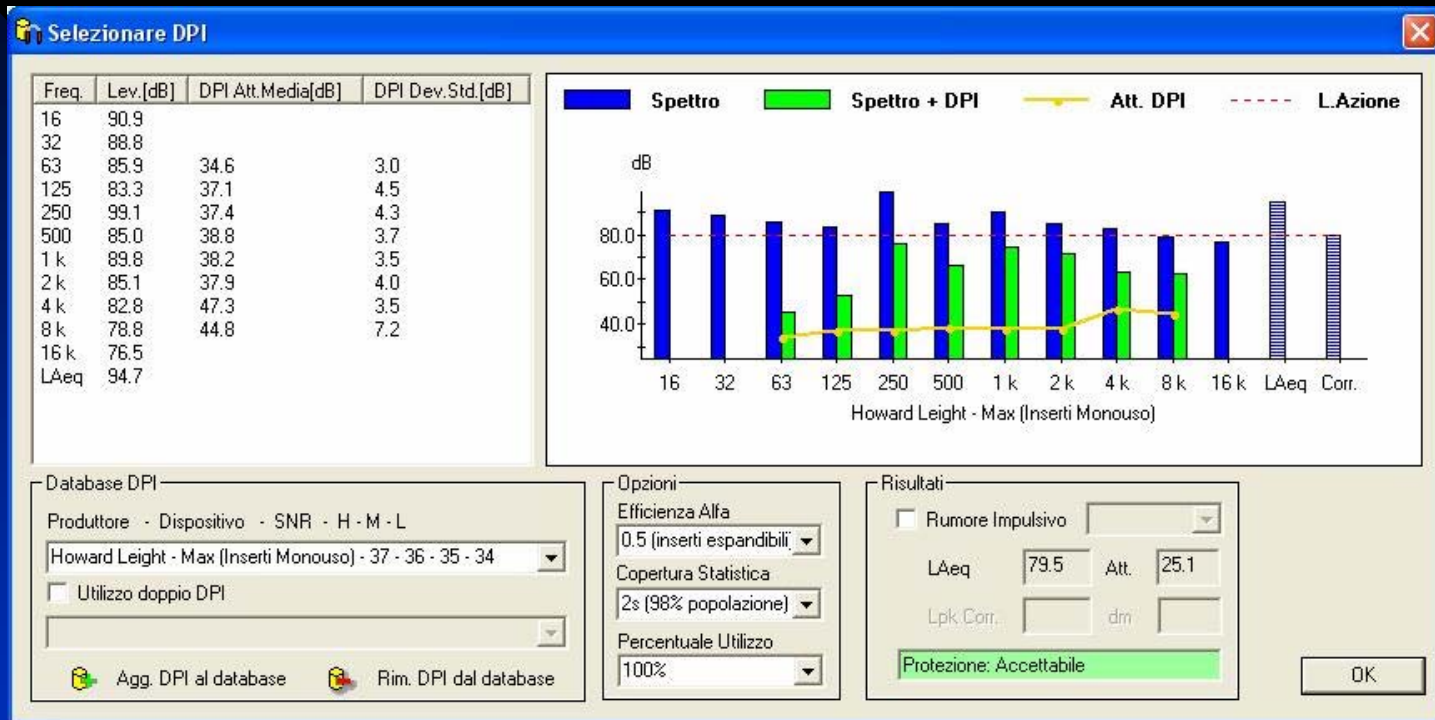 Selezionare DPI
Freq. Lev.[dB] DPI Att.Media[dB] DPI Dev.Std.[dB]
16 90.9
32 88.8
63 85.9 34.6 3.0
125 83.3 37.1 4.5
250 99.1 37.4 4.3
500 85.0 38.8 3.7
1 k 89.8 38.2 3.5
2 k 85.1 37.9 4.0
4 k 82.8 47.3 3.5
8 k 78.8 44.8 7.2
16 k 76.5
LAeq 94.7
Spettro Spettro + DPI Att. DPI L.Azione
dB
80.0
60.0
40.0
16 32 63 125 250 500 1 k 2 k 4 k 8 k 16 k LAeq Corr.
Howard Leight - Max (Inserti Monouso)
Database DPI
Produttore - Dispositivo - SNR - H - M - L
Howard Leight - Max (Inserti Monouso) - 37 - 36 - 35 - 34
Utilizzo doppio DPI
Agg. DPI al database Rim. DPI dal database
Opzioni
Efficienza Alfa
0.5 (inserti espandibili
Copertura Statistica
2s (98% popolazione)
Percentuale Utilizzo
100%
Risultati
Rumore Impulsivo
LAeq 79.5 Att. 25.1
Lpk Corr. dm
Protezione: Accettabile
OK